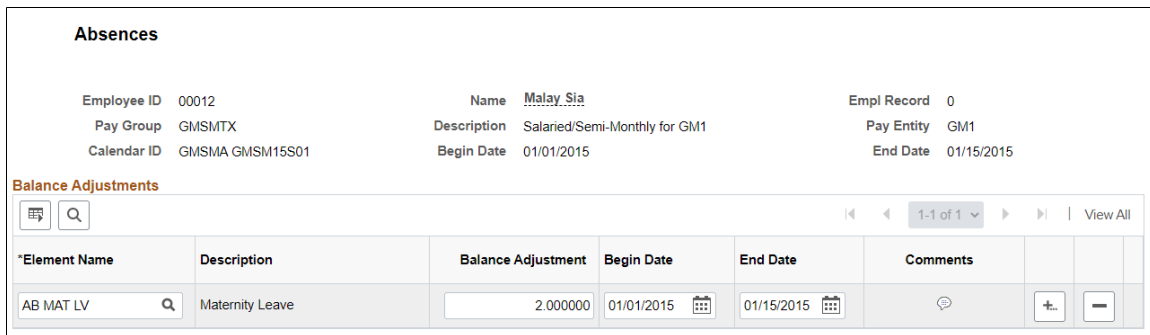 Absences
Employee ID 00012 Name Malay Sia Empl Record 0
Pay Group GMSMTX Description Salaried/Semi-Monthly for GM1 Pay Entity GM1
Calendar ID GMSMA GMSM15S01 Begin Date 01/01/2015 End Date 01/15/2015
Balance Adjustments
1-1 of 1 | View All
*Element Name Description Balance Adjustment Begin Date End Date Comments
AB MAT LV Maternity Leave 2.000000 01/01/2015 01/15/2015